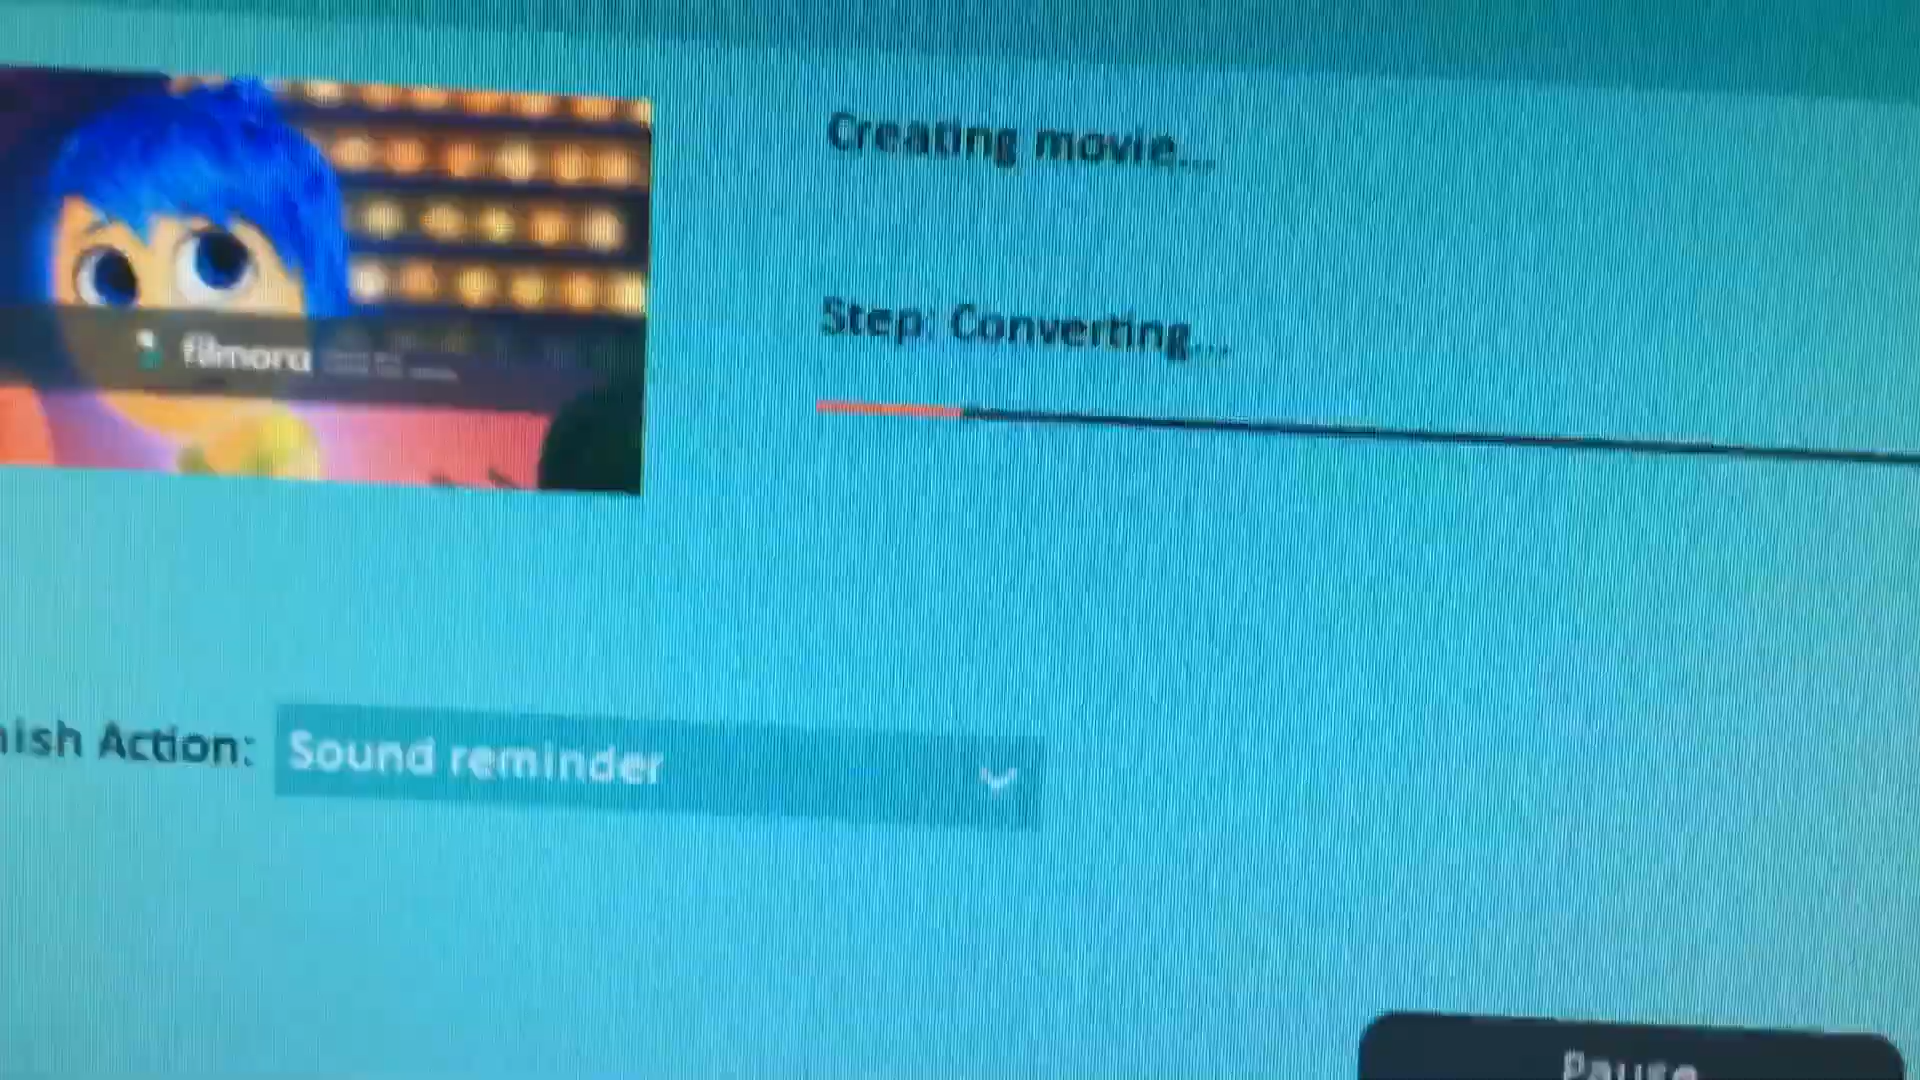 Creating movie...
filmora
Step: Converting...
nish Action:
Sound reminder
Pause